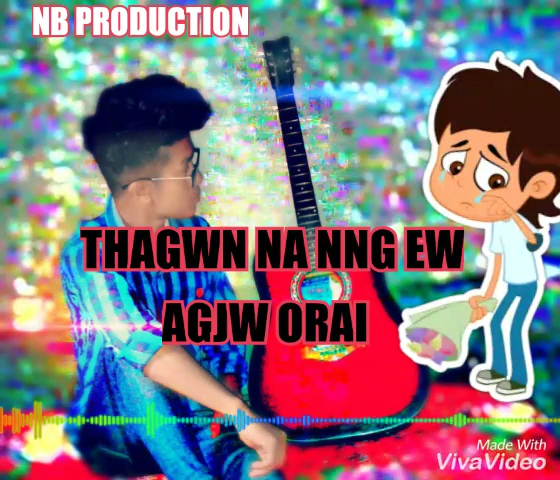 NB PRODUCTION
THAGWN NA NNG EW
AGJW ORAI
Made With
VivaVideo